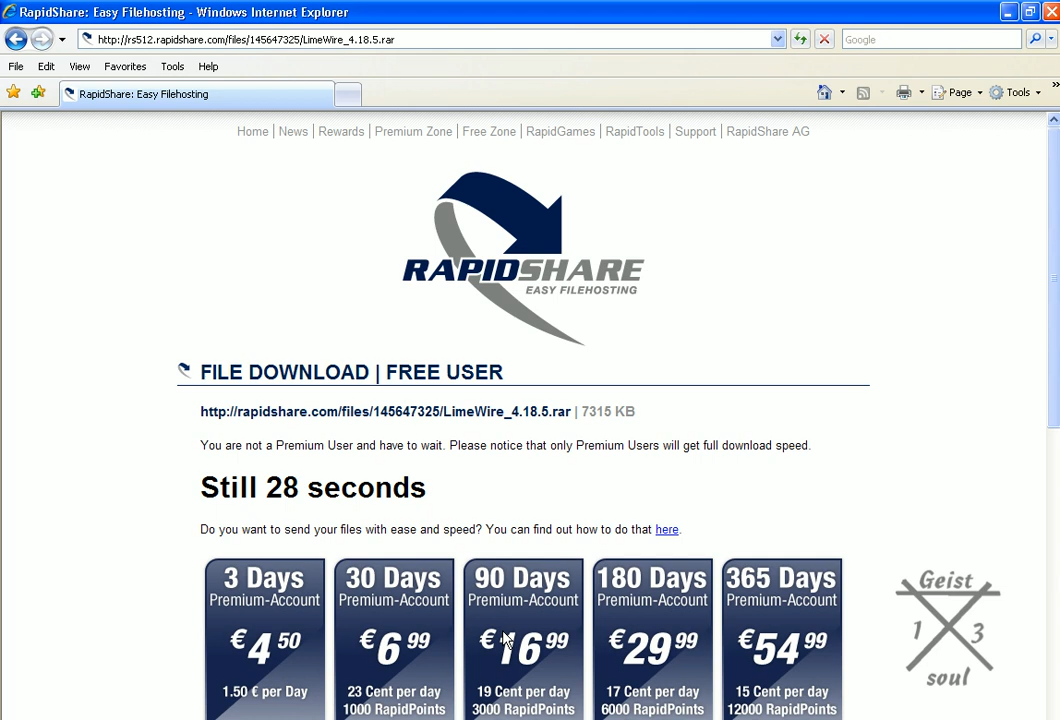 RapidShare: Easy Filehosting - Windows Internet Explorer
http://rs512.rapidshare.com/files/145647325/LimeWire_4.18.5.rar
Google
File Edit View Favorites Tools Help
RapidShare: Easy Filehosting
Page Tools
Home | News | Rewards | Premium Zone | Free Zone | RapidGames | RapidTools | Support | RapidShare AG
RAPIDSHARE
EASY FILEHOSTING
FILE DOWNLOAD | FREE USER
http://rapidshare.com/files/145647325/LimeWire_4.18.5.rar | 7315 KB
You are not a Premium User and have to wait. Please notice that only Premium Users will get full download speed.
Still 28 seconds
Do you want to send your files with ease and speed? You can find out how to do that here.
3 Days
Premium-Account
€4 50
1.50 € per Day
30 Days
Premium-Account
€6 99
23 Cent per day
1000 RapidPoints
90 Days
Premium-Account
€16 99
19 Cent per day
3000 RapidPoints
180 Days
Premium-Account
€29 99
17 Cent per day
6000 RapidPoints
365 Days
Premium-Account
€54 99
15 Cent per day
12000 RapidPoints
Geist
1 3
soul